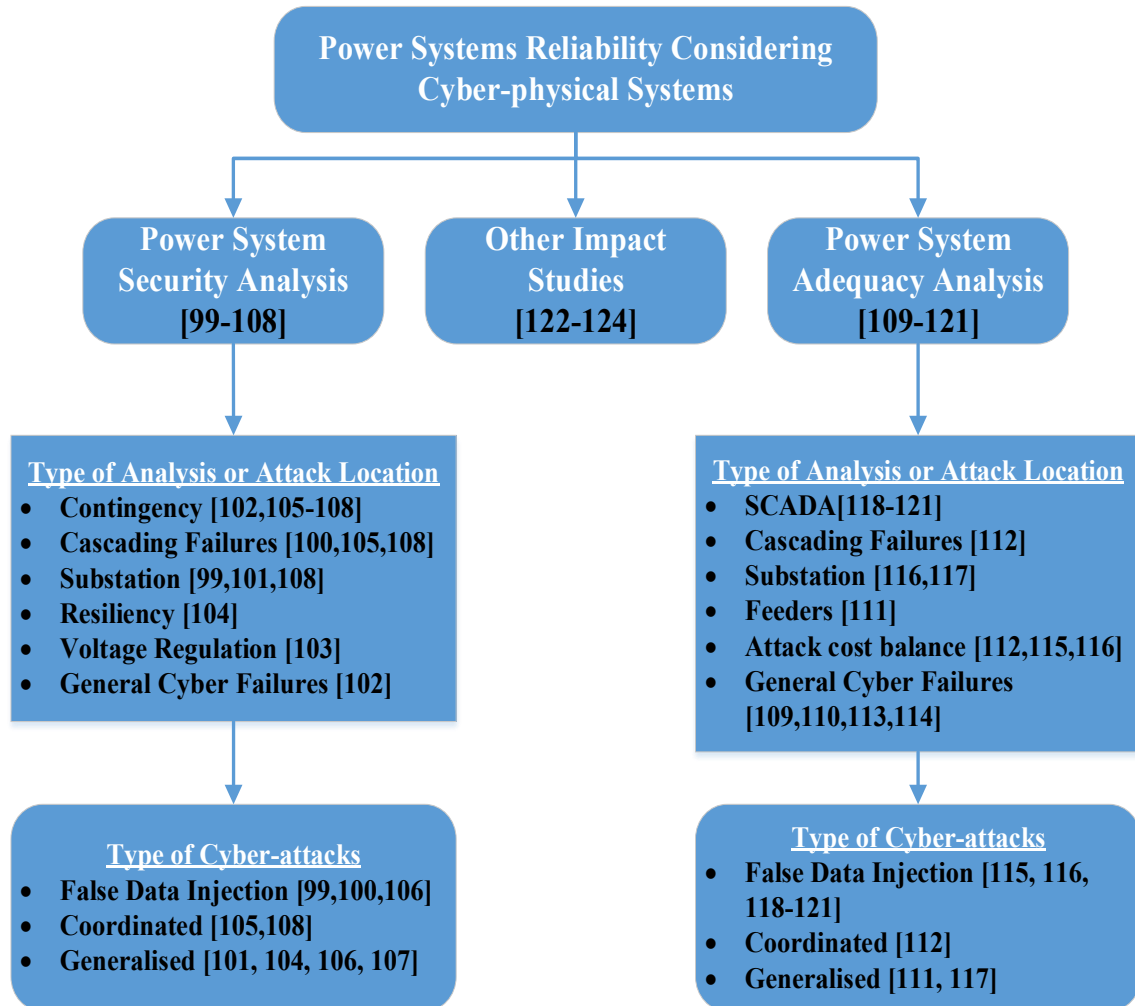 Power Systems Reliability Considering
Cyber-physical Systems
Power System
Security Analysis
[99-108]
Other Impact
Studies
[122-124]
Power System
Adequacy Analysis
[109-121]
Type of Analysis or Attack Location
• Contingency [102,105-108]
• Cascading Failures [100,105,108]
• Substation [99,101,108]
• Resiliency [104]
• Voltage Regulation [103]
• General Cyber Failures [102]
Type of Analysis or Attack Location
• SCADA[118-121]
• Cascading Failures [112]
• Substation [116,117]
• Feeders [111]
• Attack cost balance [112,115,116]
• General Cyber Failures
[109,110,113,114]
Type of Cyber-attacks
• False Data Injection [99,100,106]
• Coordinated [105,108]
• Generalised [101, 104, 106, 107]
Type of Cyber-attacks
• False Data Injection [115, 116,
118-121]
• Coordinated [112]
• Generalised [111, 117]